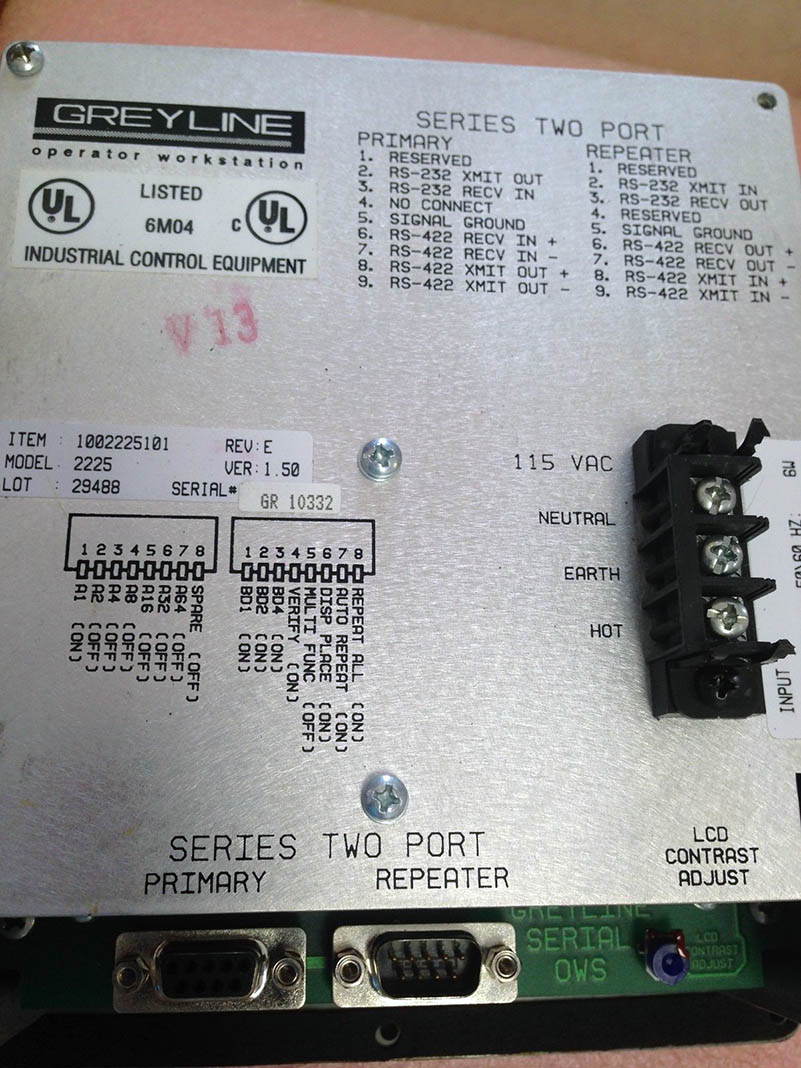 GREYLINE
operator workstation
UL
LISTED
6M04
C UL
INDUSTRIAL CONTROL EQUIPMENT
V 13
SERIES TWO PORT
PRIMARY
1. RESERVED
2. RS-232 XMIT OUT
3. RS-232 RECV IN
4. NO CONNECT
5. SIGNAL GROUND
6. RS-422 RECV IN +
7. RS-422 RECV IN -
8. RS-422 XMIT OUT +
9. RS-422 XMIT OUT -
REPEATER
1. RESERVED
2. RS-232 XMIT IN
3. RS-232 RECV OUT
4. RESERVED
5. SIGNAL GROUND
6. RS-422 RECV OUT +
7. RS-422 RECV OUT -
8. RS-422 XMIT IN +
9. RS-422 XMIT IN -
ITEM : 1002225101 REV:E
MODEL: 2225 VER:1.50
LOT : 29488 SERIAL# GR 10332
1 2 3 4 5 6 7 8
A1 (ON)
A2 (OFF)
A4 (OFF)
A8 (OFF)
A16 (OFF)
A32 (OFF)
A64 (OFF)
SPARE (OFF)
1 2 3 4 5 6 7 8
BD1 (ON)
BD2 (ON)
BD4 (ON)
VERIFY (ON)
MULTI FUNC (OFF)
DISP PLACE (ON)
AUTO REPEAT (ON)
REPEAT ALL (ON)
115 VAC
NEUTRAL
EARTH
HOT
INPUT
50\60 HZ:
6W
SERIES TWO PORT
PRIMARY REPEATER
LCD
CONTRAST
ADJUST
GREYLINE
SERIAL
OWS
LCD
CONTRAST
ADJUST